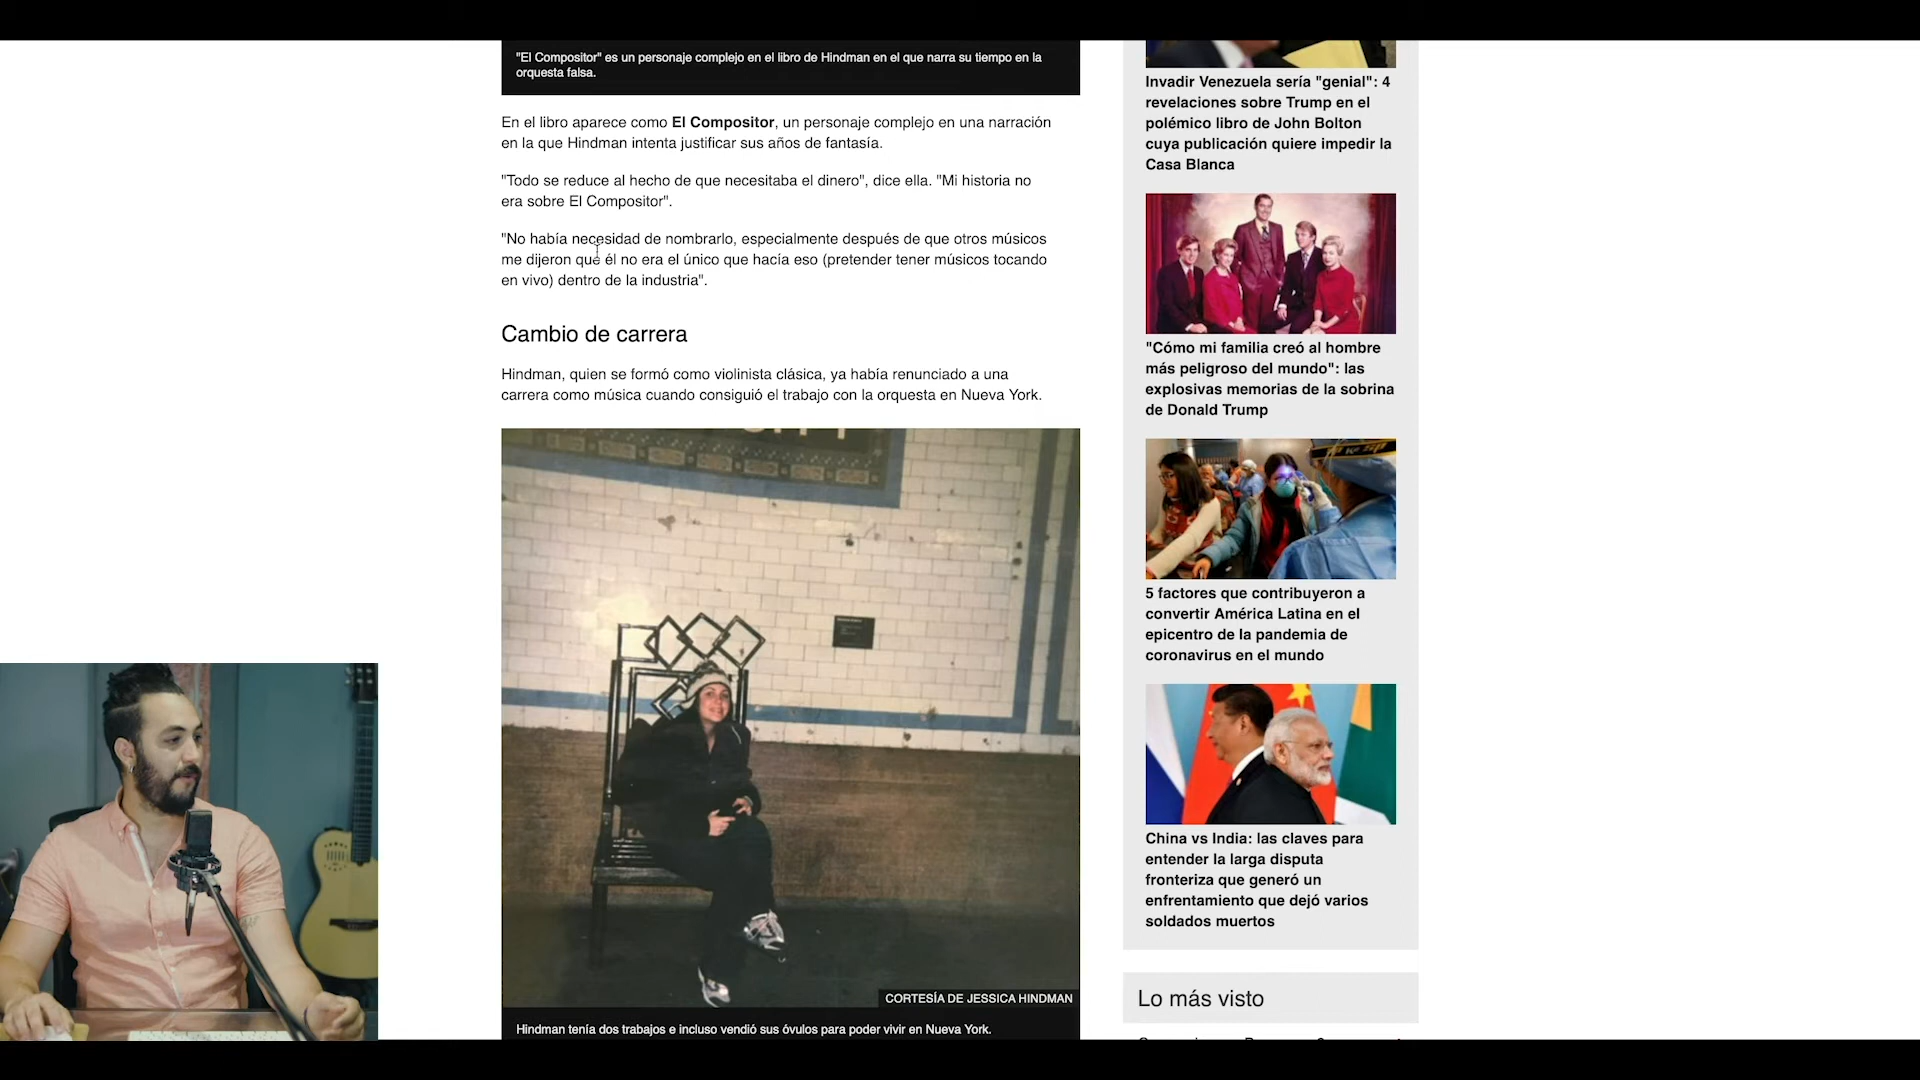 "El Compositor" es un personaje complejo en el libro de Hindman en el que narra su tiempo en la
orquesta falsa.
En el libro aparece como El Compositor, un personaje complejo en una narración
en la que Hindman intenta justificar sus años de fantasía.
"Todo se reduce al hecho de que necesitaba el dinero", dice ella. "Mi historia no
era sobre El Compositor".
"No había necesidad de nombrarlo, especialmente después de que otros músicos
me dijeron que él no era el único que hacía eso (pretender tener músicos tocando
en vivo) dentro de la industria".
Cambio de carrera
Hindman, quien se formó como violinista clásica, ya había renunciado a una
carrera como música cuando consiguió el trabajo con la orquesta en Nueva York.
CORTESÍA DE JESSICA HINDMAN
Hindman tenía dos trabajos e incluso vendió sus óvulos para poder vivir en Nueva York.
Invadir Venezuela sería "genial": 4
revelaciones sobre Trump en el
polémico libro de John Bolton
cuya publicación quiere impedir la
Casa Blanca
"Cómo mi familia creó al hombre
más peligroso del mundo": las
explosivas memorias de la sobrina
de Donald Trump
5 factores que contribuyeron a
convertir América Latina en el
epicentro de la pandemia de
coronavirus en el mundo
China vs India: las claves para
entender la larga disputa
fronteriza que generó un
enfrentamiento que dejó varios
soldados muertos
Lo más visto